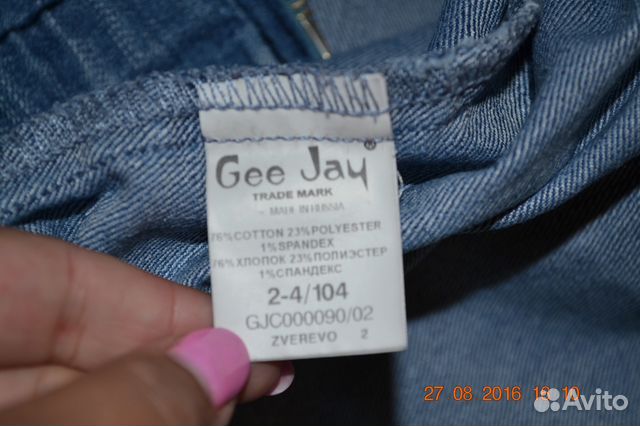 Gee Jay®
TRADE MARK
MADE IN RUSSIA
76%COTTON 23%POLYESTER
1%SPANDEX
76%ХЛОПОК 23%ПОЛИЭСТЕР
1%СПАНДЕКС
2-4/104
GJC000090/02
ZVEREVO 2
27 08 2016
Avito